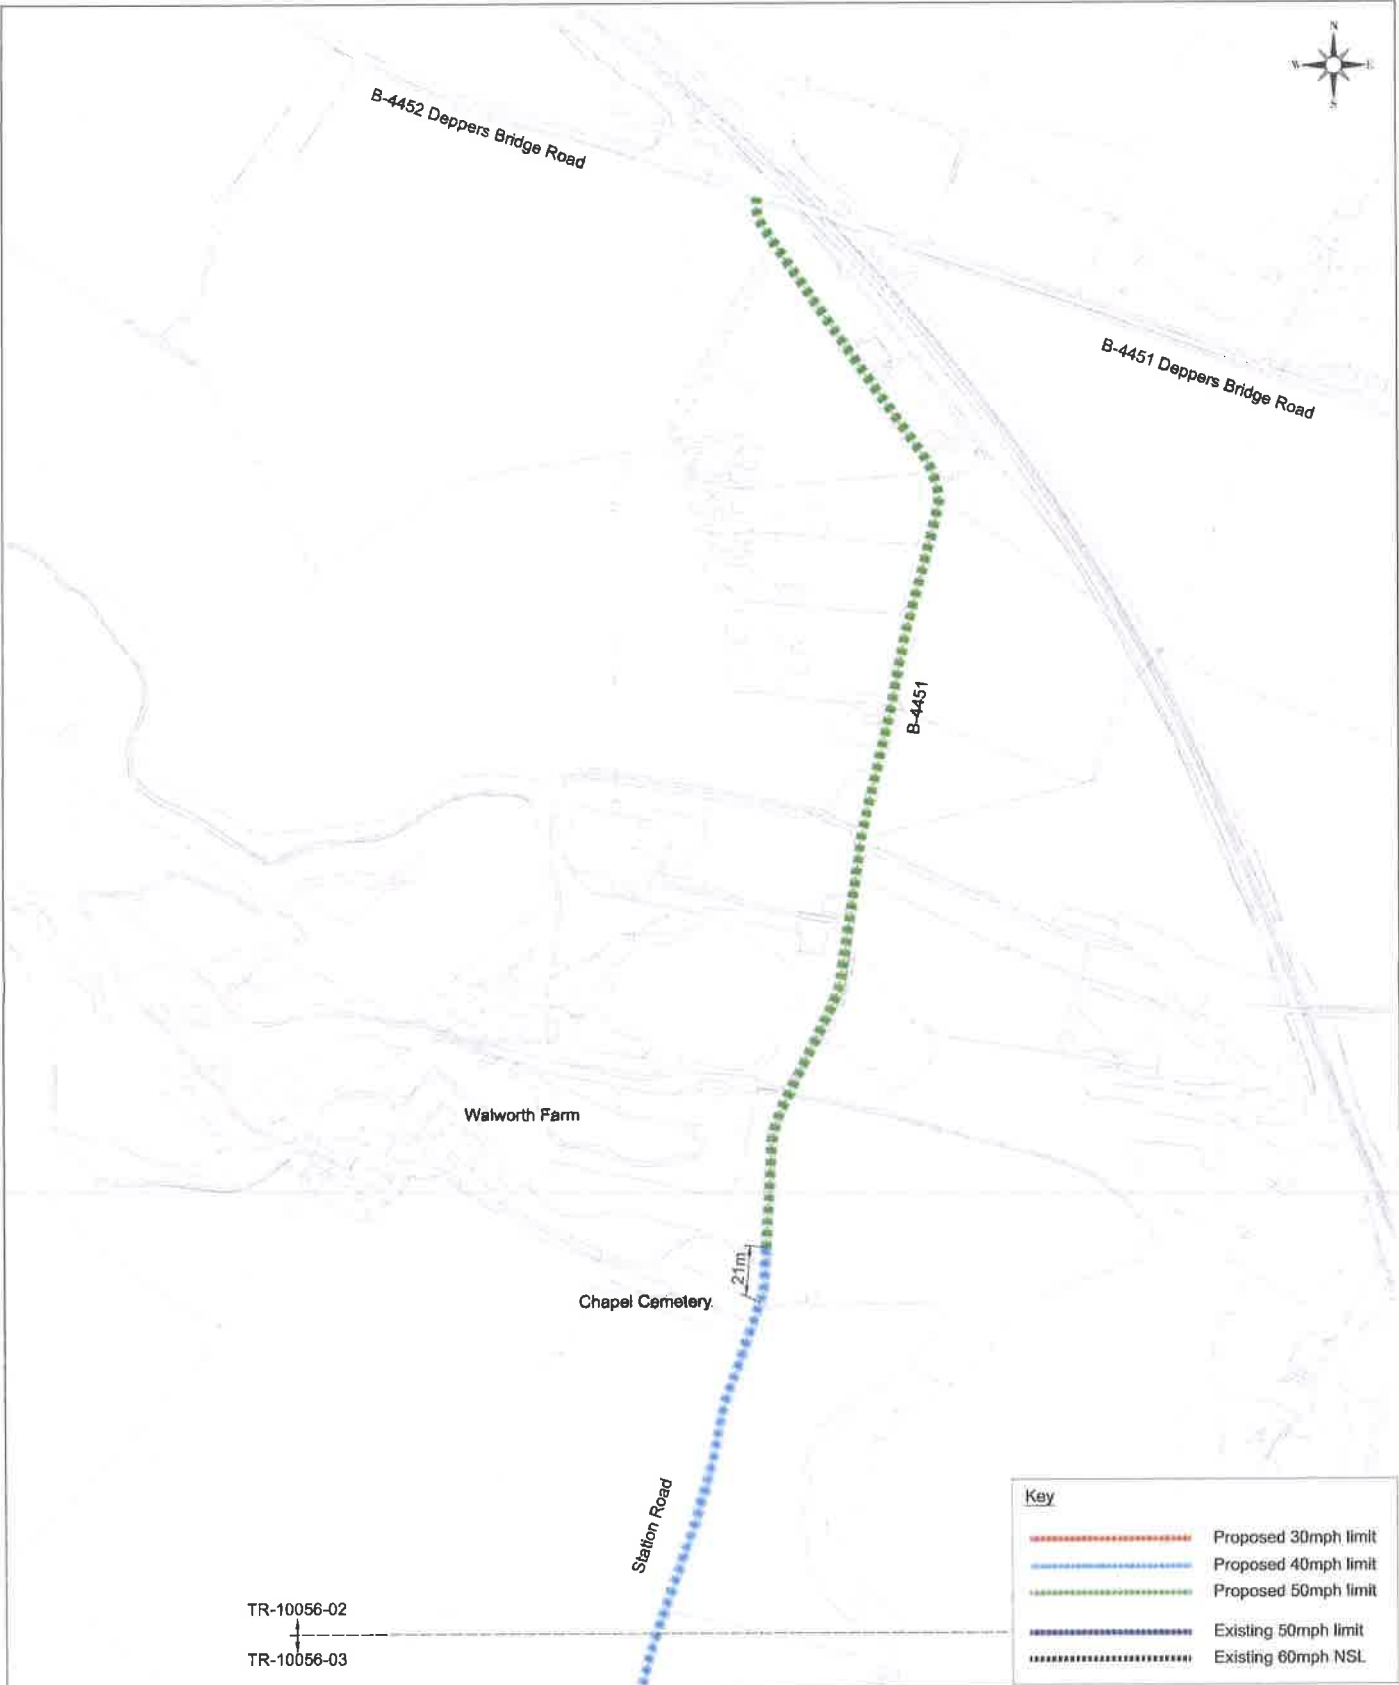 N
W E
S
B-4452 Deppers Bridge Road
B-4451 Deppers Bridge Road
B-4451
Walworth Farm
21m
Chapel Cemetery.
Station Road
TR-10056-02
TR-10056-03
Key
Proposed 30mph limit
Proposed 40mph limit
Proposed 50mph limit
Existing 50mph limit
Existing 60mph NSL